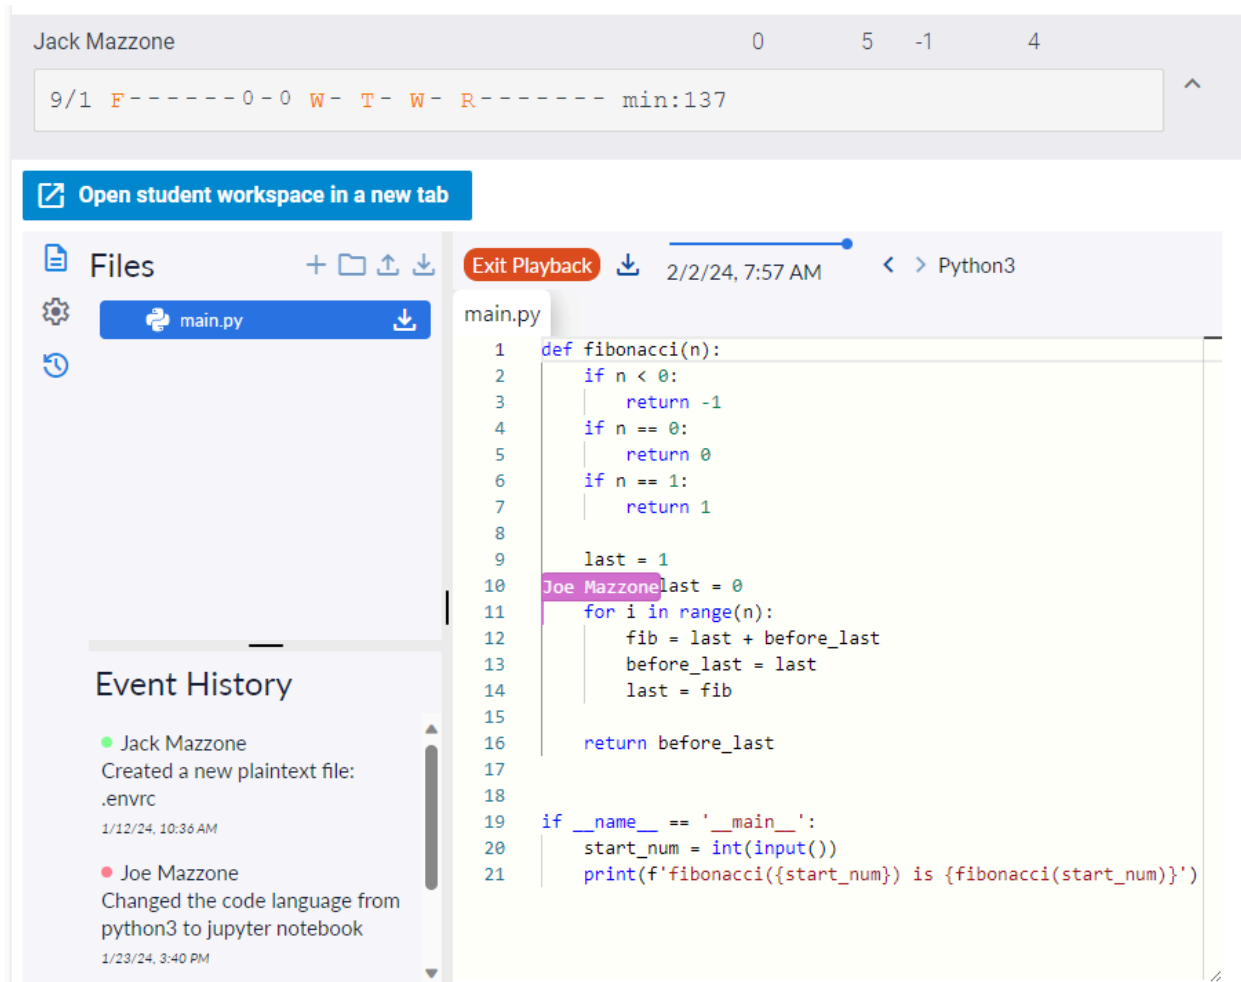 Jack Mazzone 0 5 -1 4
9/1 F------0-0 W- T- W- R------- min:137
Open student workspace in a new tab
Files
main.py
Event History
Jack Mazzone
Created a new plaintext file:
.envrc
1/12/24, 10:36 AM
Joe Mazzone
Changed the code language from
python3 to jupyter notebook
1/23/24, 3:40 PM
Exit Playback 2/2/24, 7:57 AM < > Python3
main.py
1 def fibonacci(n):
2 if n < 0:
3 return -1
4 if n == 0:
5 return 0
6 if n == 1:
7 return 1
8
9 last = 1
10 Joe Mazzone last = 0
11 for i in range(n):
12 fib = last + before_last
13 before_last = last
14 last = fib
15
16 return before_last
17
18
19 if __name__ == '__main__':
20 start_num = int(input())
21 print(f'fibonacci({start_num}) is {fibonacci(start_num)}')